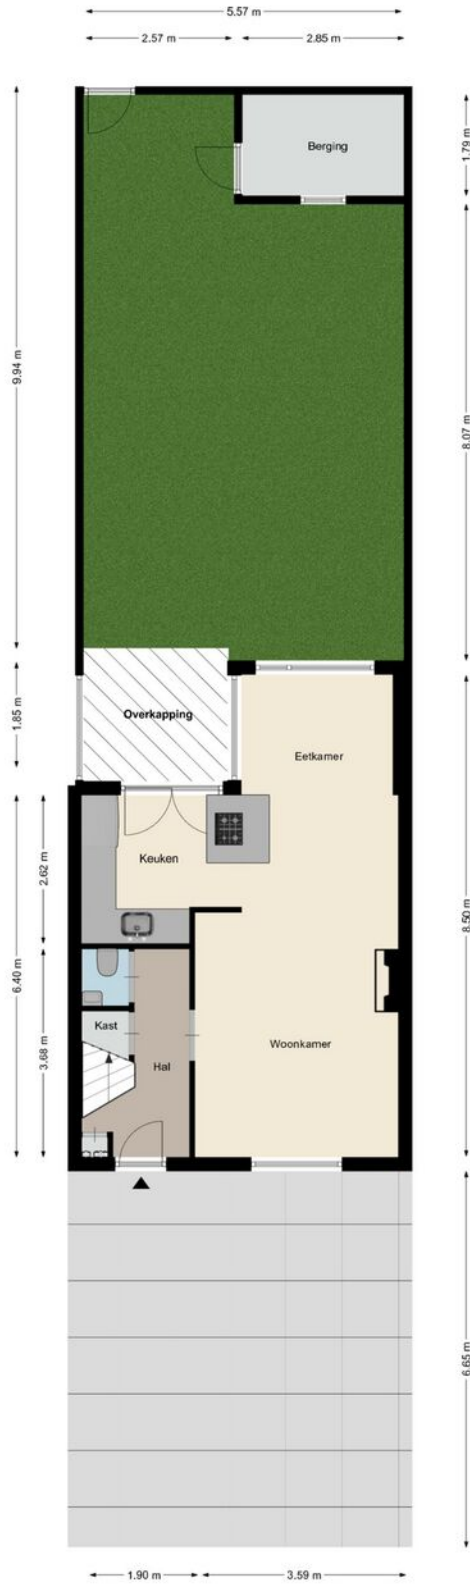 5.57 m
2.57 m
2.85 m
Berging
1.79 m
9.94 m
8.07 m
Overkapping
1.85 m
Eetkamer
Keuken
2.62 m
6.40 m
8.50 m
Kast
3.68 m
Hal
Woonkamer
6.65 m
1.90 m
3.59 m